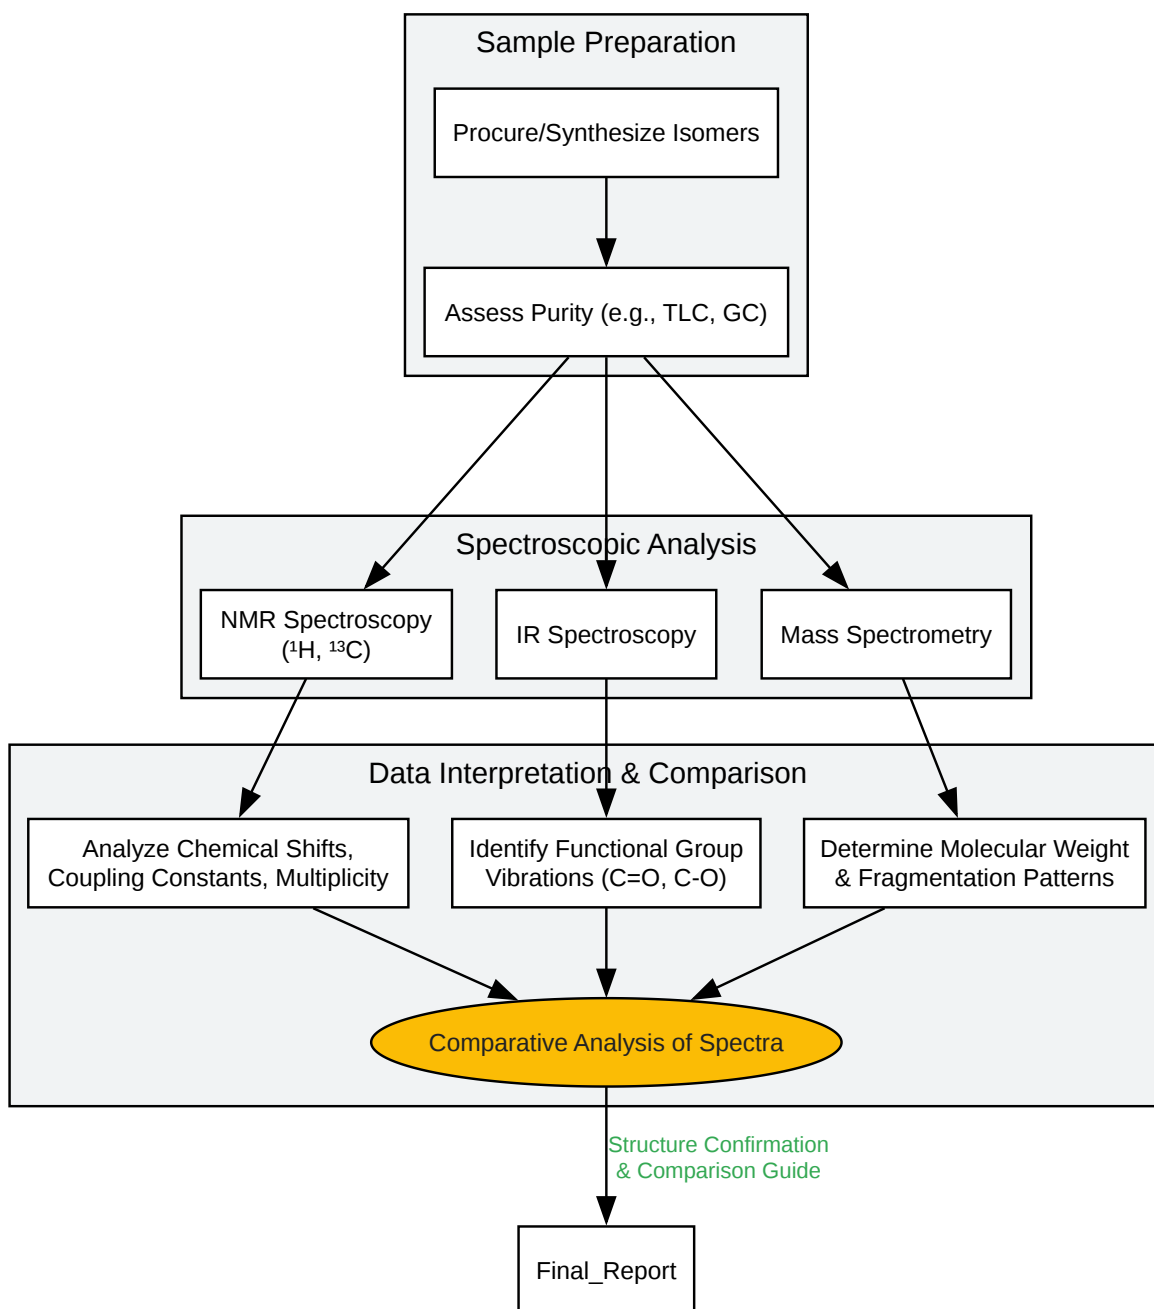 Sample Preparation
Procure/Synthesize Isomers
Assess Purity (e.g., TLC, GC)
Spectroscopic Analysis
NMR Spectroscopy
(¹H, ¹³C)
IR Spectroscopy
Mass Spectrometry
Data Interpretation & Comparison
Analyze Chemical Shifts,
Coupling Constants, Multiplicity
Identify Functional Group
Vibrations (C=O, C-O)
Determine Molecular Weight
& Fragmentation Patterns
Comparative Analysis of Spectra
Structure Confirmation
& Comparison Guide
Final_Report